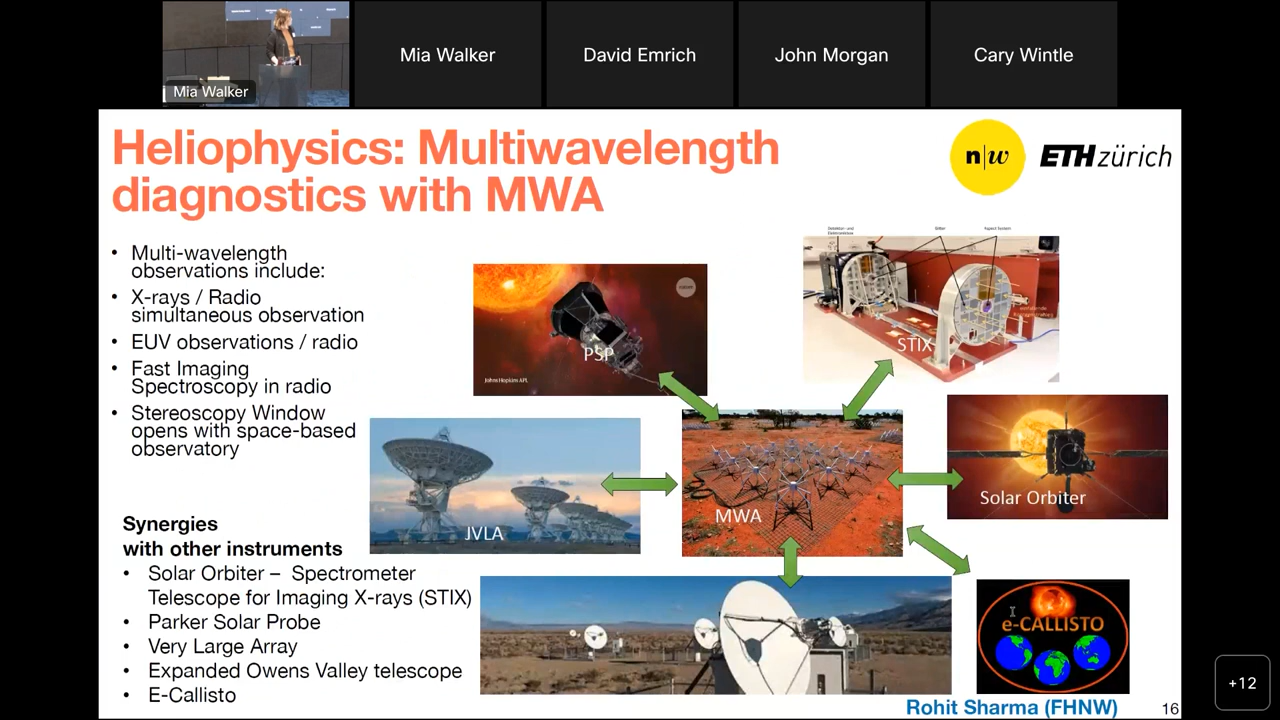 Mia Walker
Mia Walker
David Emrich
John Morgan
Cary Wintle
Heliophysics: Multiwavelength
diagnostics with MWA
n|w
ETH zürich
• Multi-wavelength
observations include:
• X-rays / Radio
simultaneous observation
• EUV observations / radio
• Fast Imaging
Spectroscopy in radio
• Stereoscopy Window
opens with space-based
observatory
PSP
Johns Hopkins APL
STIX
JVLA
MWA
Solar Orbiter
Synergies
with other instruments
• Solar Orbiter – Spectrometer
Telescope for Imaging X-rays (STIX)
• Parker Solar Probe
• Very Large Array
• Expanded Owens Valley telescope
• E-Callisto
e-CALLISTO
Rohit Sharma (FHNW)
16
+12